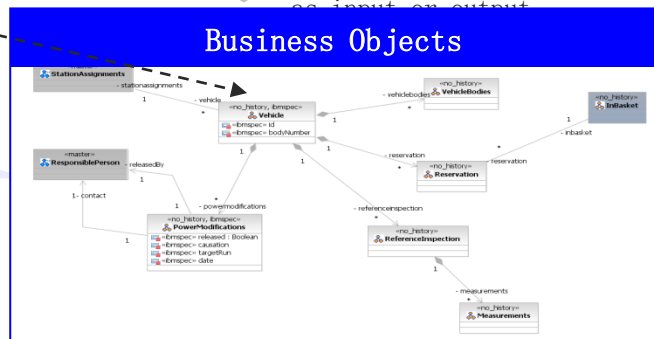 as input or output
Business Objects
StationAssignments
- stationassignments
1
- vehicle
*
«no_history, ibmspec»
Vehicle
«ibmspec» id
«ibmspec» bodyNumber
1
- vehiclebodies
*
«no_history»
VehicleBodies
«no_history»
InBasket
1
- inbasket
*
- reservation
1
- reservation
*
«no_history»
Reservation
«master»
ResponsiblePerson
- releasedBy
1
1
- contact
1
1
1
1
- powermodifications
*
«no_history, ibmspec»
PowerModifications
«ibmspec» released : Boolean
«ibmspec» causation
«ibmspec» targetRun
«ibmspec» date
1
- referenceinspection
*
«no_history»
ReferenceInspection
1
- measurements
*
«no_history»
Measurements